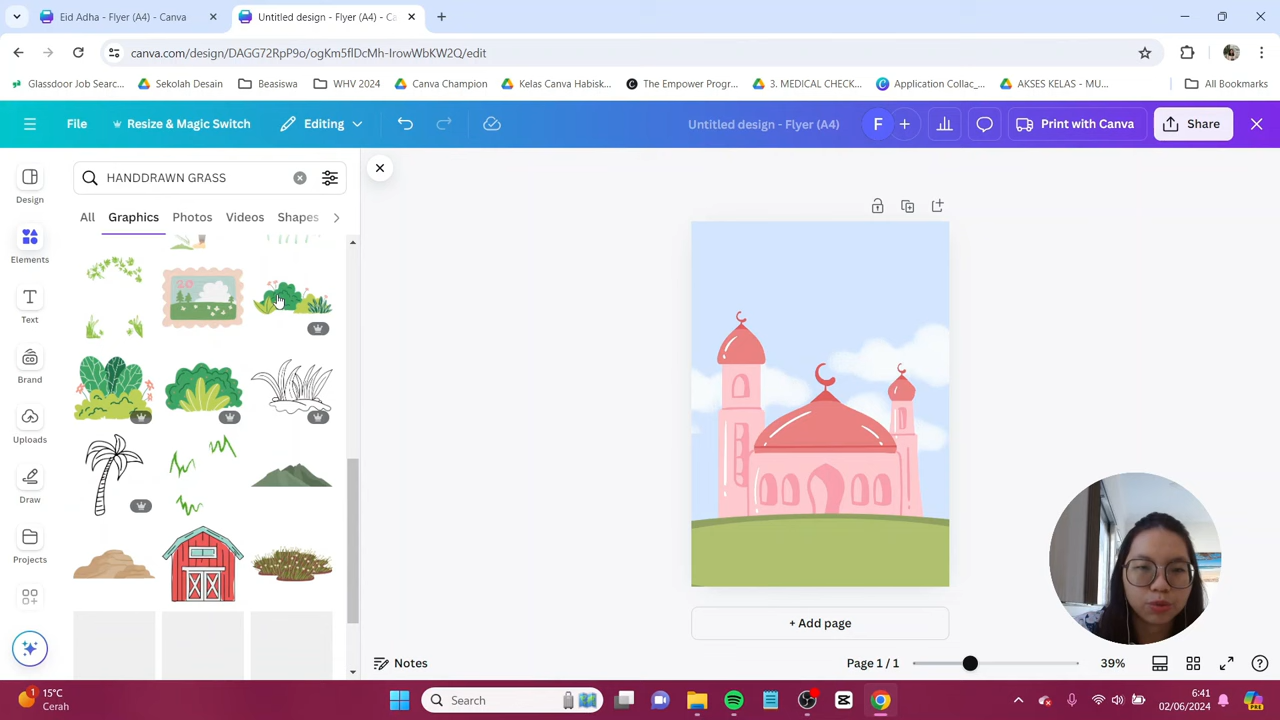 Eid Adha - Flyer (A4) - Canva
Untitled design - Flyer (A4) - Ca
canva.com/design/DAGG72RpP9o/ogKm5flDcMh-IrowWbKW2Q/edit
Glassdoor Job Searc...
Sekolah Desain
Beasiswa
WHV 2024
Canva Champion
Kelas Canva Habisk...
The Empower Progr...
3. MEDICAL CHECK...
Application Collac_...
AKSES KELAS - MU...
All Bookmarks
File
Resize & Magic Switch
Editing
Untitled design - Flyer (A4)
F
Print with Canva
Share
Design
Elements
Text
Brand
Uploads
Draw
Projects
HANDDRAWN GRASS
All
Graphics
Photos
Videos
Shapes
20
+ Add page
Notes
Page 1 / 1
39%
1
15°C
Cerah
Search
6:41
02/06/2024